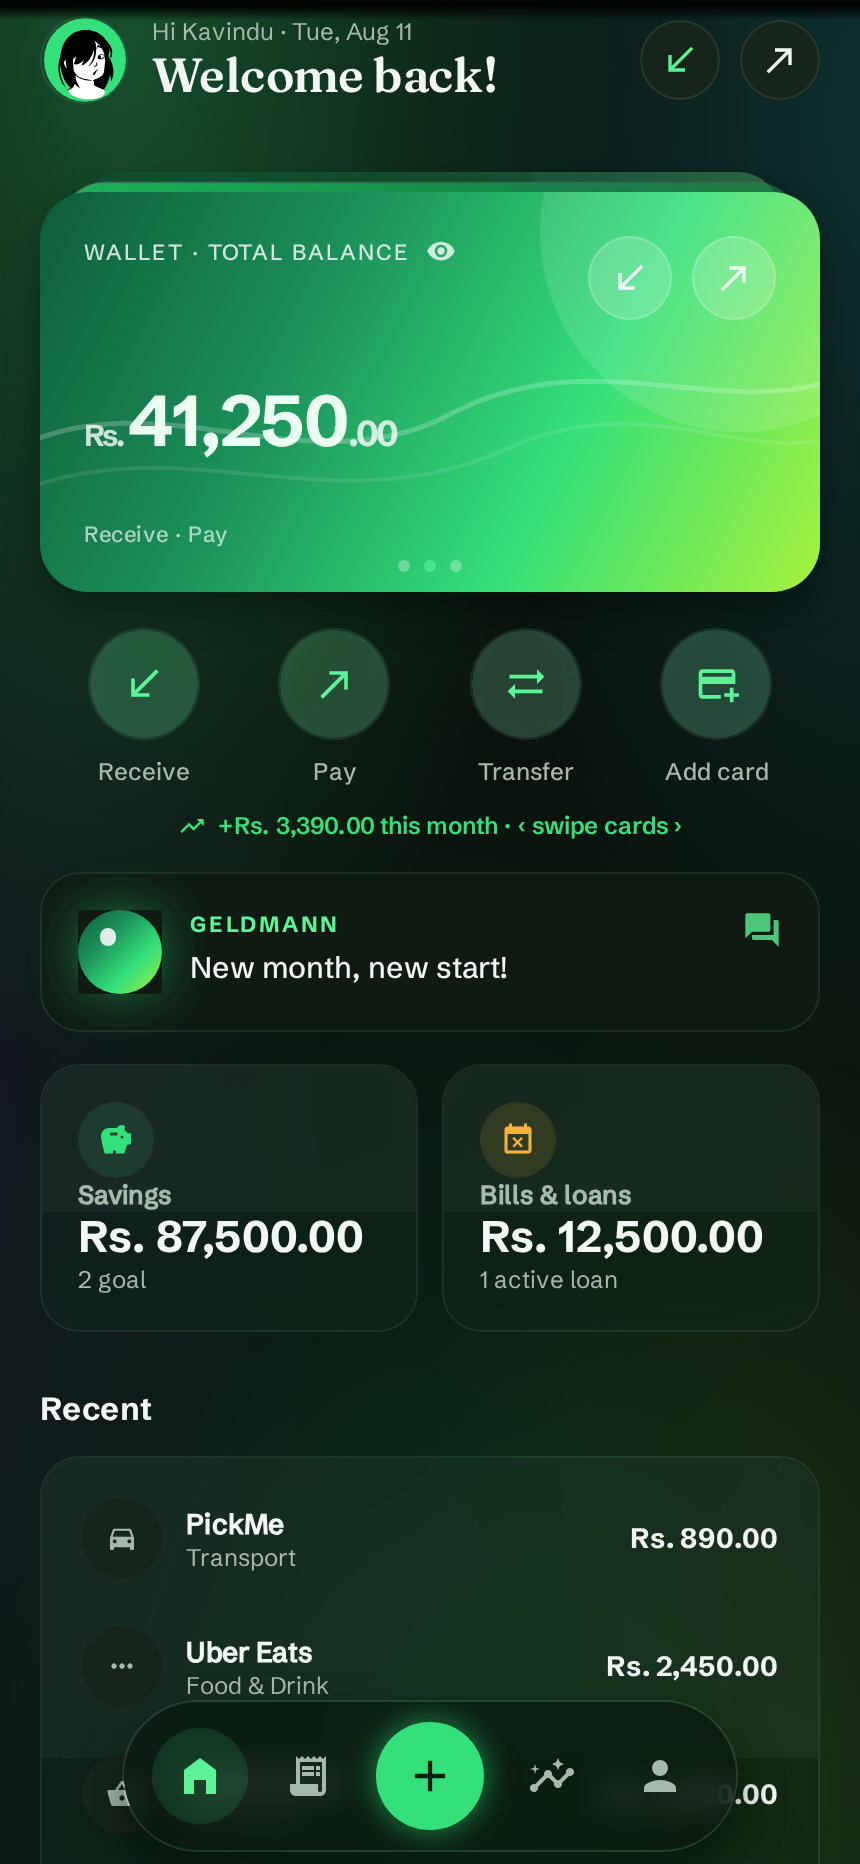 Hi Kavindu · Tue, Aug 11
Welcome back!
WALLET · TOTAL BALANCE
Rs. 41,250.00
Receive · Pay
Receive
Pay
Transfer
Add card
+Rs. 3,390.00 this month · ‹ swipe cards ›
GELDMANN
New month, new start!
Savings
Rs. 87,500.00
2 goal
Bills & loans
Rs. 12,500.00
1 active loan
Recent
PickMe
Rs. 890.00
Transport
Uber Eats
Rs. 2,450.00
Food & Drink
.00